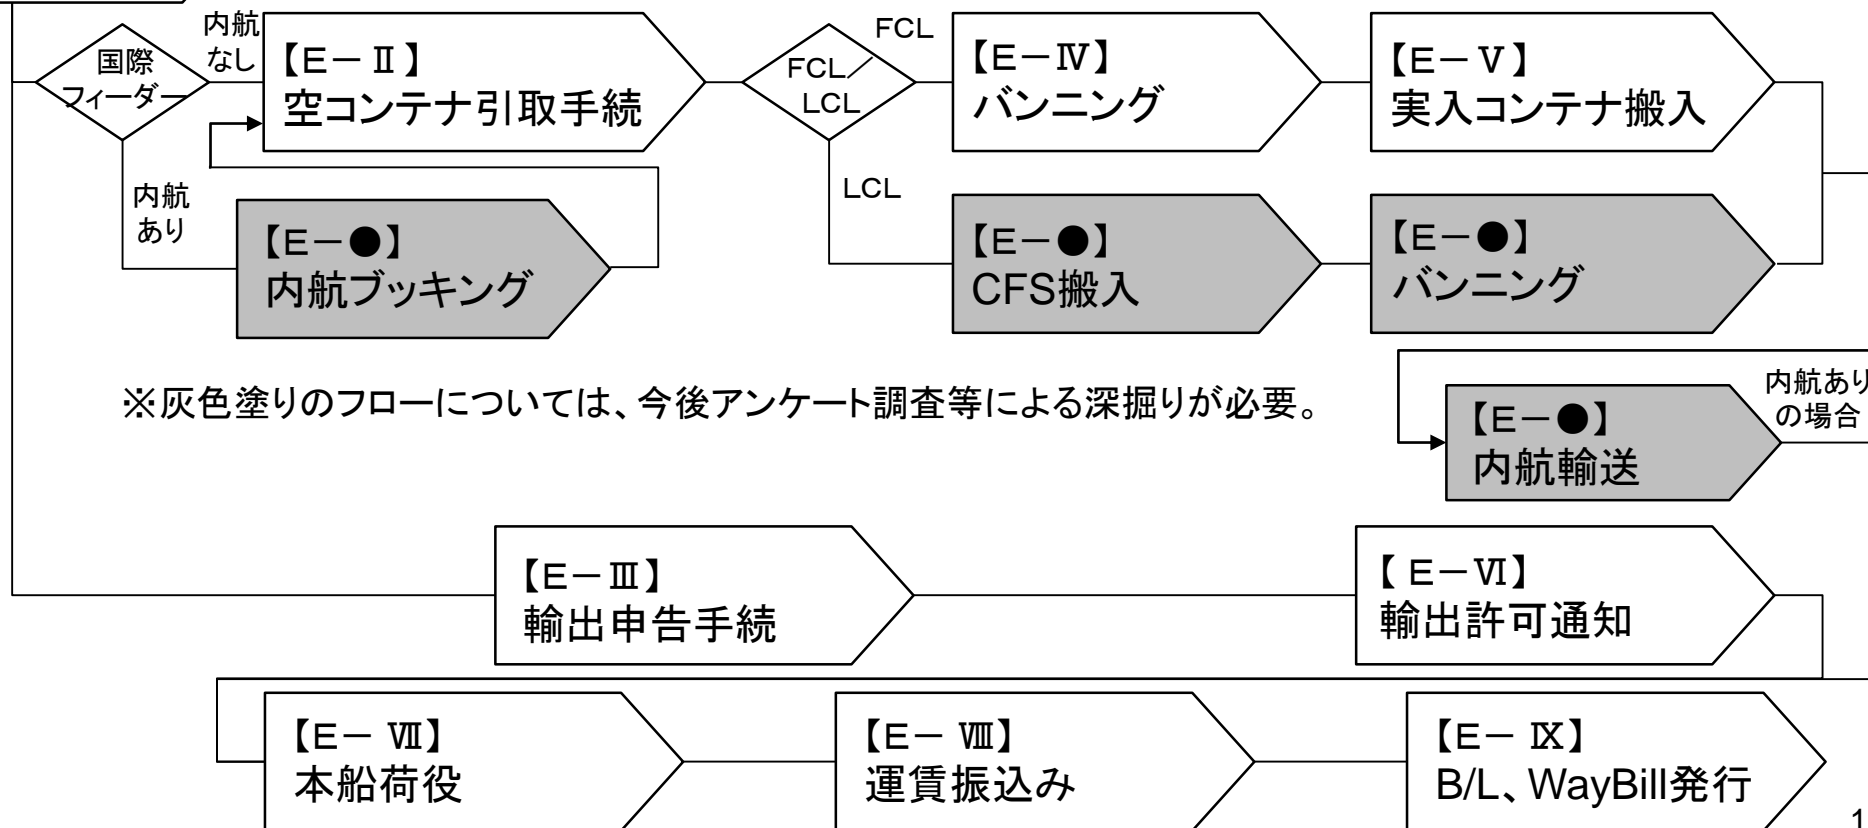 国際
フィーダー
内航
なし
【E－Ⅱ】
空コンテナ引取手続
FCL／
LCL
FCL
【E－Ⅳ】
バンニング
【E－Ⅴ】
実入コンテナ搬入
内航
あり
【E－●】
内航ブッキング
LCL
【E－●】
CFS搬入
【E－●】
バンニング
※灰色塗りのフローについては、今後アンケート調査等による深掘りが必要。
【E－●】
内航輸送
内航あり
の場合
【E－Ⅲ】
輸出申告手続
【 E－Ⅵ】
輸出許可通知
【E－ Ⅶ】
本船荷役
【E－ Ⅷ】
運賃振込み
【E－ Ⅸ】
B/L、WayBill発行
1